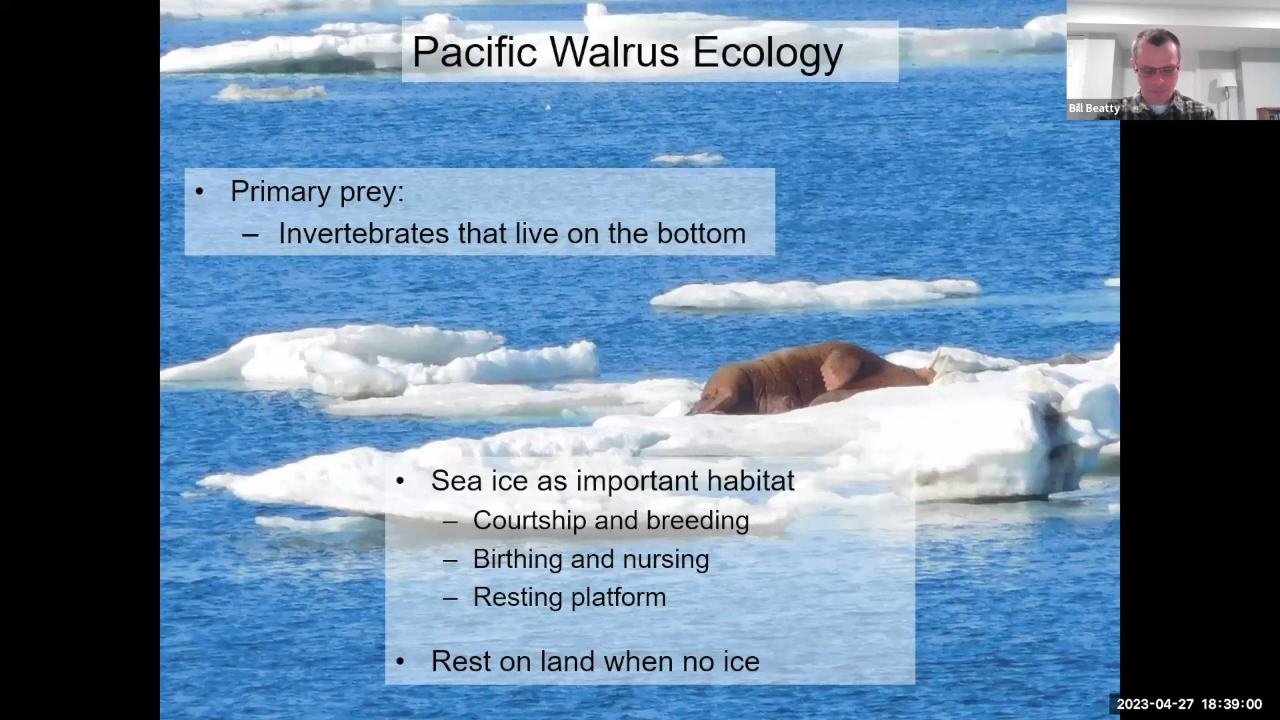 Pacific Walrus Ecology
Bill Beatty
• Primary prey:
– Invertebrates that live on the bottom
• Sea ice as important habitat
– Courtship and breeding
– Birthing and nursing
– Resting platform
• Rest on land when no ice
2023-04-27 18:39:00